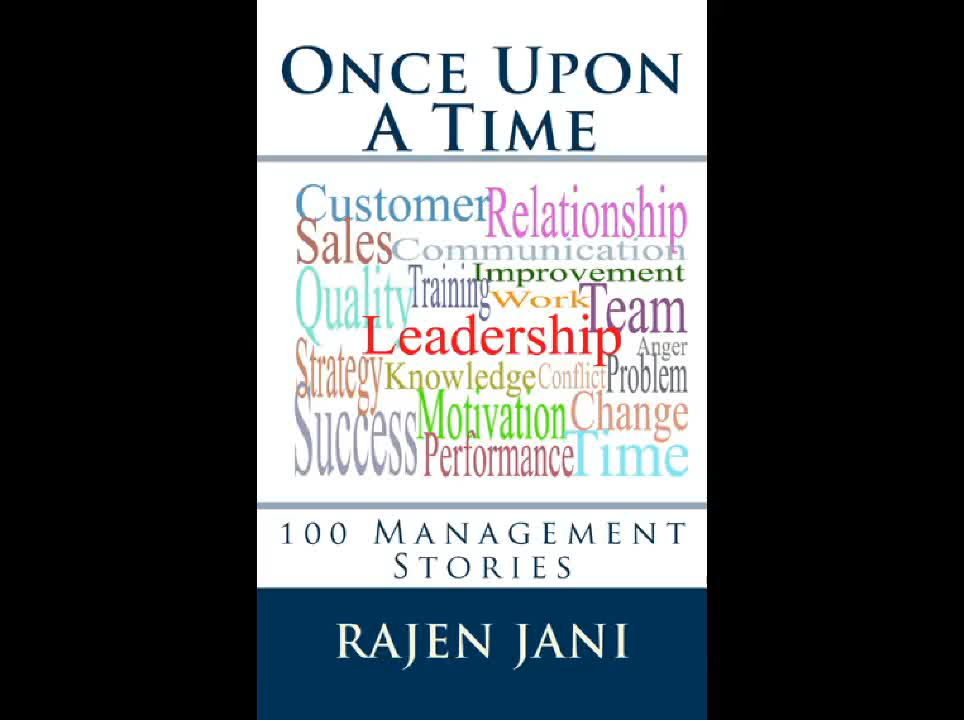 ONCE UPON
A TIME
Customer Relationship
Sales Communication
Quality Training Improvement
Work Team
Leadership Anger
Strategy Knowledge Conflict Problem
Success Motivation Change
Performance Time
100 MANAGEMENT
STORIES
RAJEN JANI